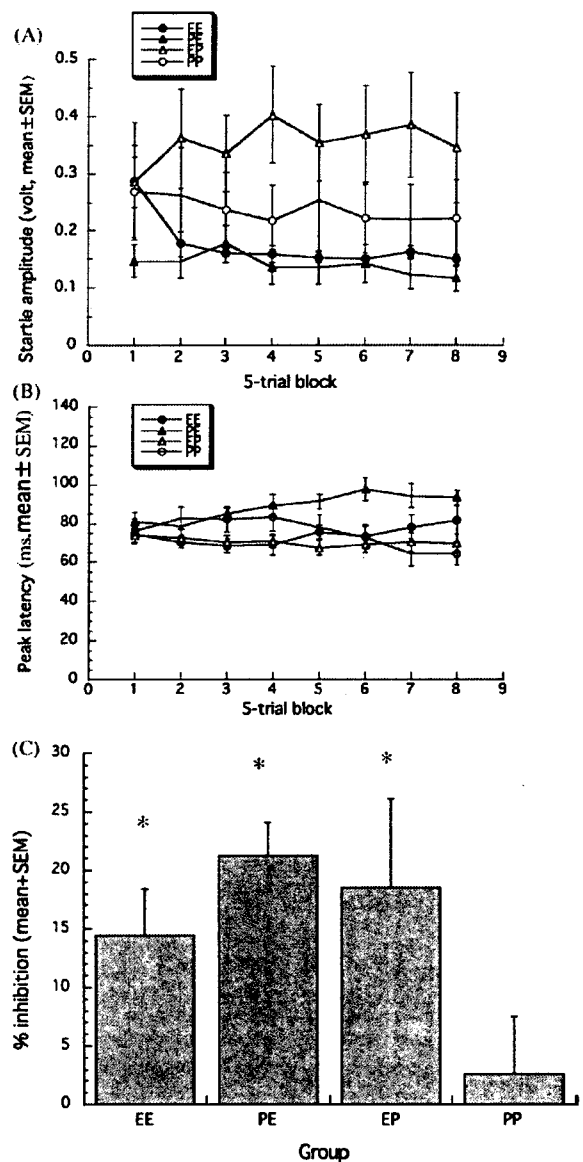 (A)
EE
PE
EP
PP
Startle amplitude (volt, mean±SEM)
0.5
0.4
0.3
0.2
0.1
0
0 1 2 3 4 5 6 7 8 9
5-trial block
(B)
EE
PE
EP
PP
Peak latency (ms.mean±SEM)
140
120
100
80
60
40
20
0
0 1 2 3 4 5 6 7 8 9
5-trial block
(C)
% inhibition (mean+SEM)
30
25
20
15
10
5
0
* * *
EE PE EP PP
Group